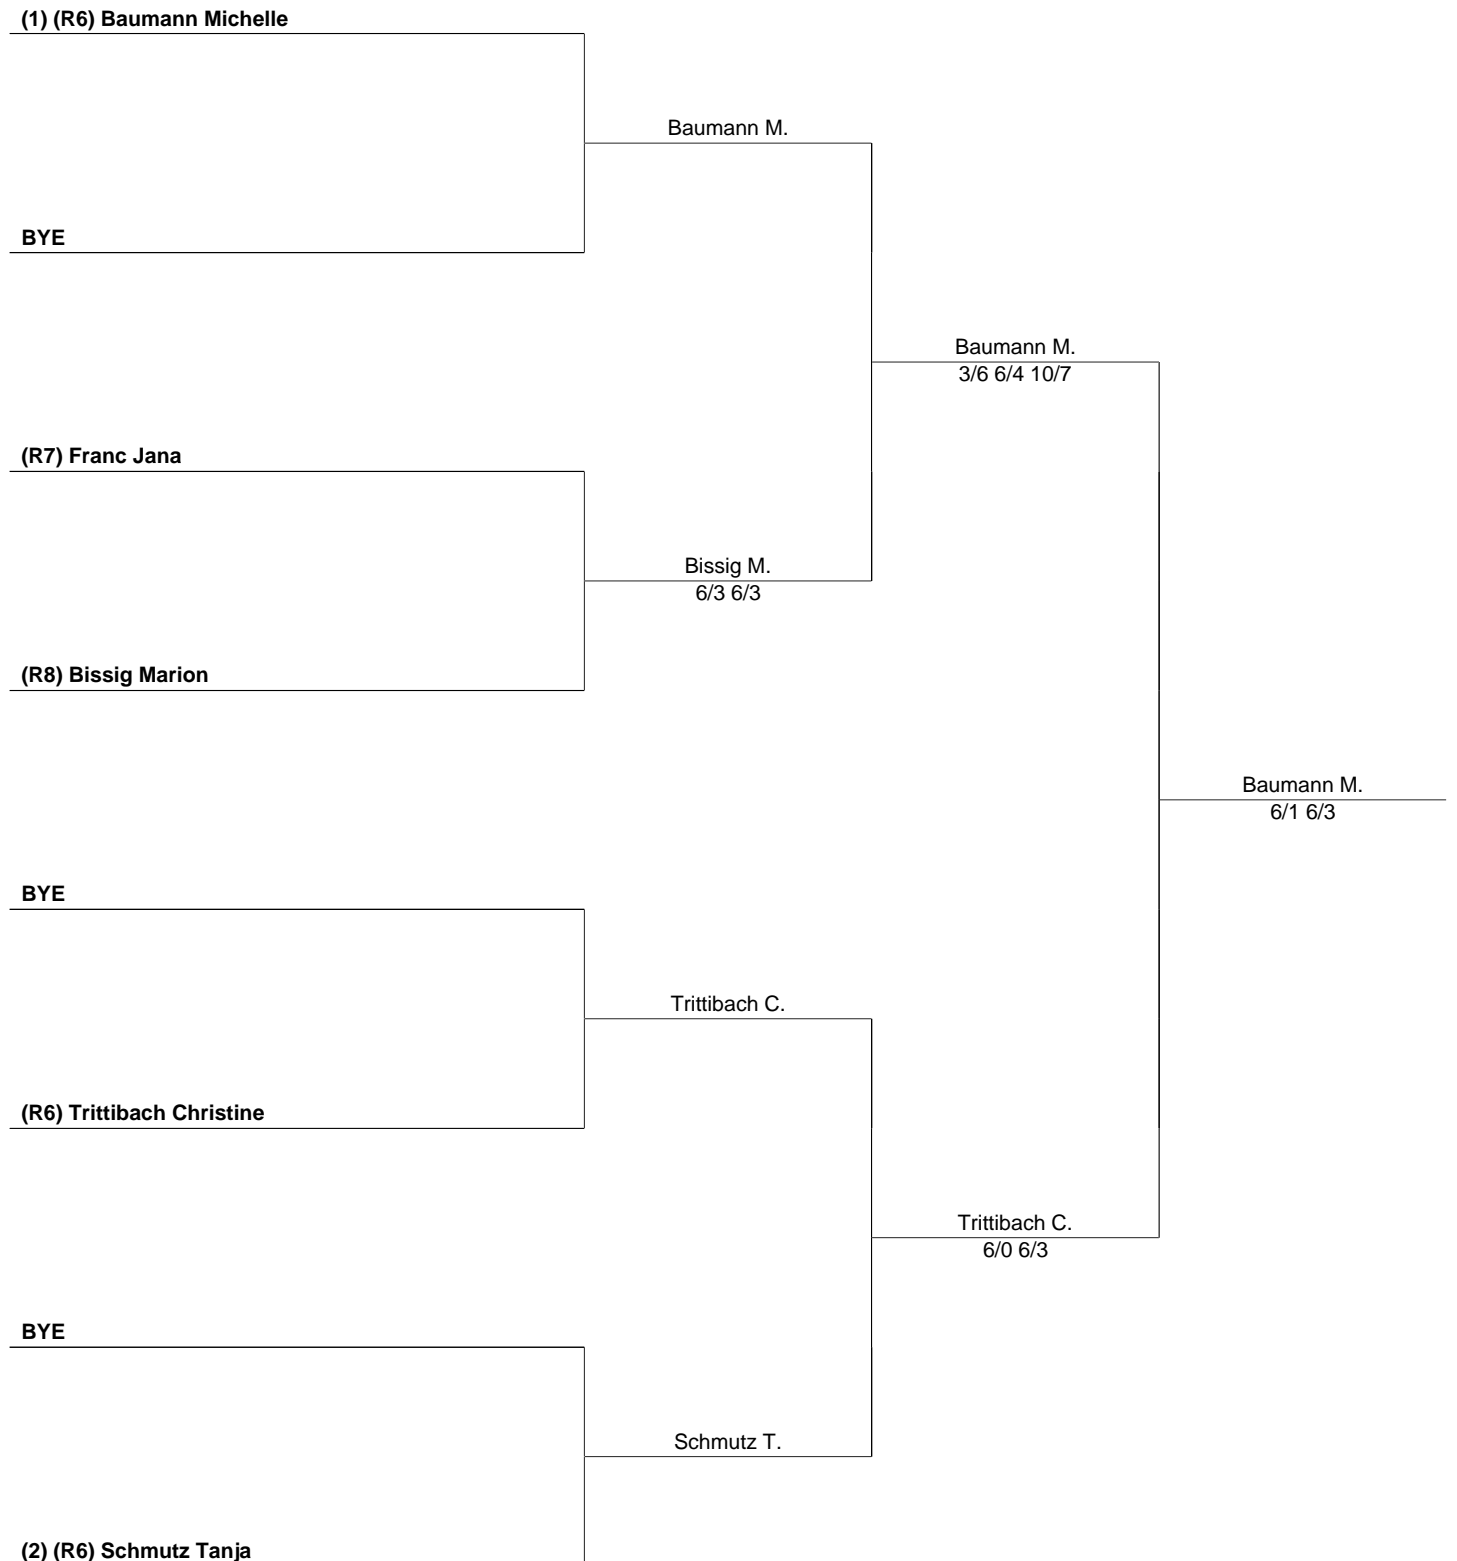 (1) (R6) Baumann Michelle
Baumann M.
BYE
Baumann M.
3/6 6/4 10/7
(R7) Franc Jana
Bissig M.
6/3 6/3
(R8) Bissig Marion
Baumann M.
6/1 6/3
BYE
Trittibach C.
(R6) Trittibach Christine
Trittibach C.
6/0 6/3
BYE
Schmutz T.
(2) (R6) Schmutz Tanja